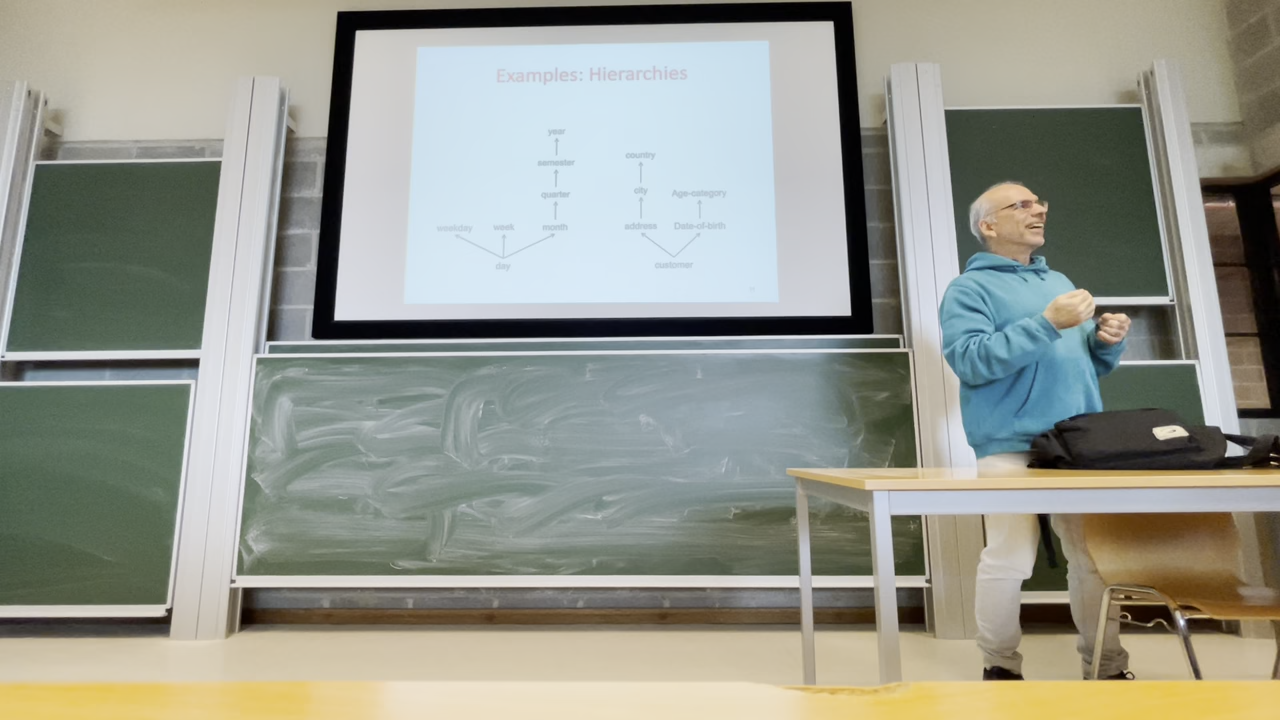 Examples: Hierarchies
year
semester
country
quarter
city
Age-category
weekday
week
month
address
Date-of-birth
day
customer